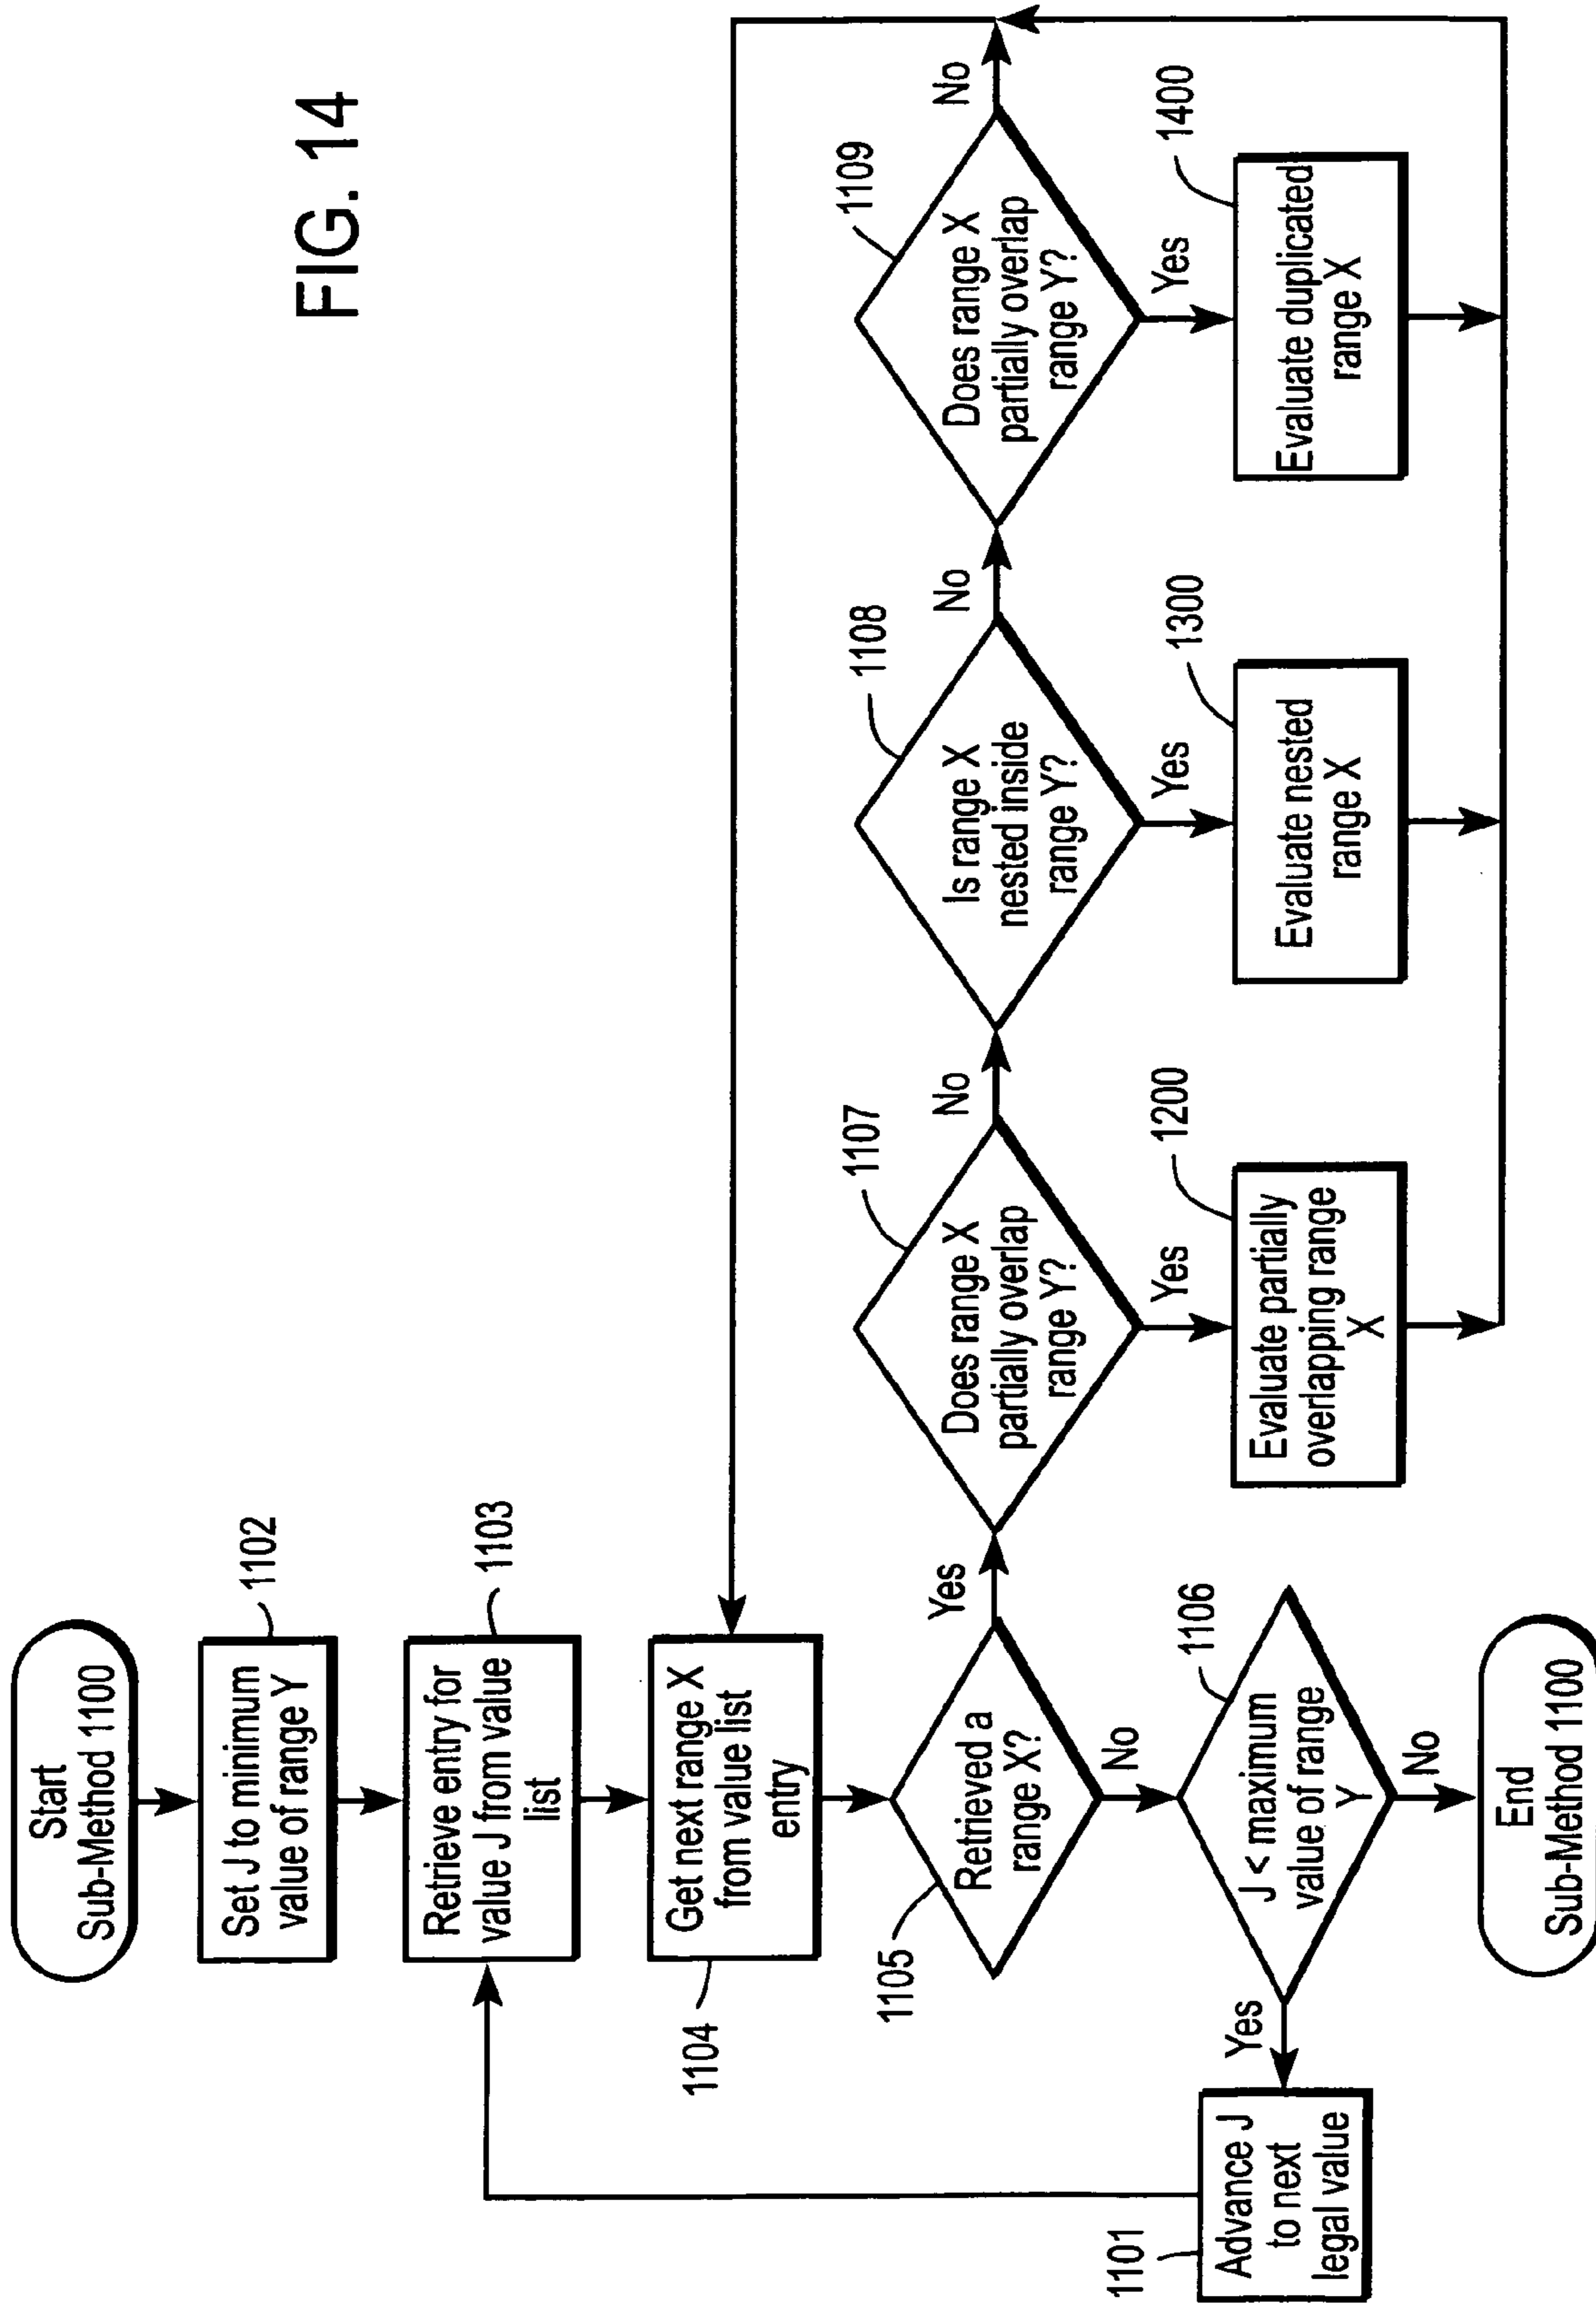 FIG. 14
Start
Sub-Method 1100
Set J to minimum
value of range Y
1102
Retrieve entry for
value J from value
list
1103
Get next range X
from value list
entry
1104
Retrieved a
range X?
1105
Yes
No
J < maximum
value of range
Y
1106
Yes
No
Advance J
to next
legal value
1101
End
Sub-Method 1100
Does range X
partially overlap
range Y?
1107
No
Yes
Evaluate partially
overlapping range
X
1200
Is range X
nested inside
range Y?
1108
No
Yes
Evaluate nested
range X
1300
Does range X
partially overlap
range Y?
1109
No
Yes
Evaluate duplicated
range X
1400